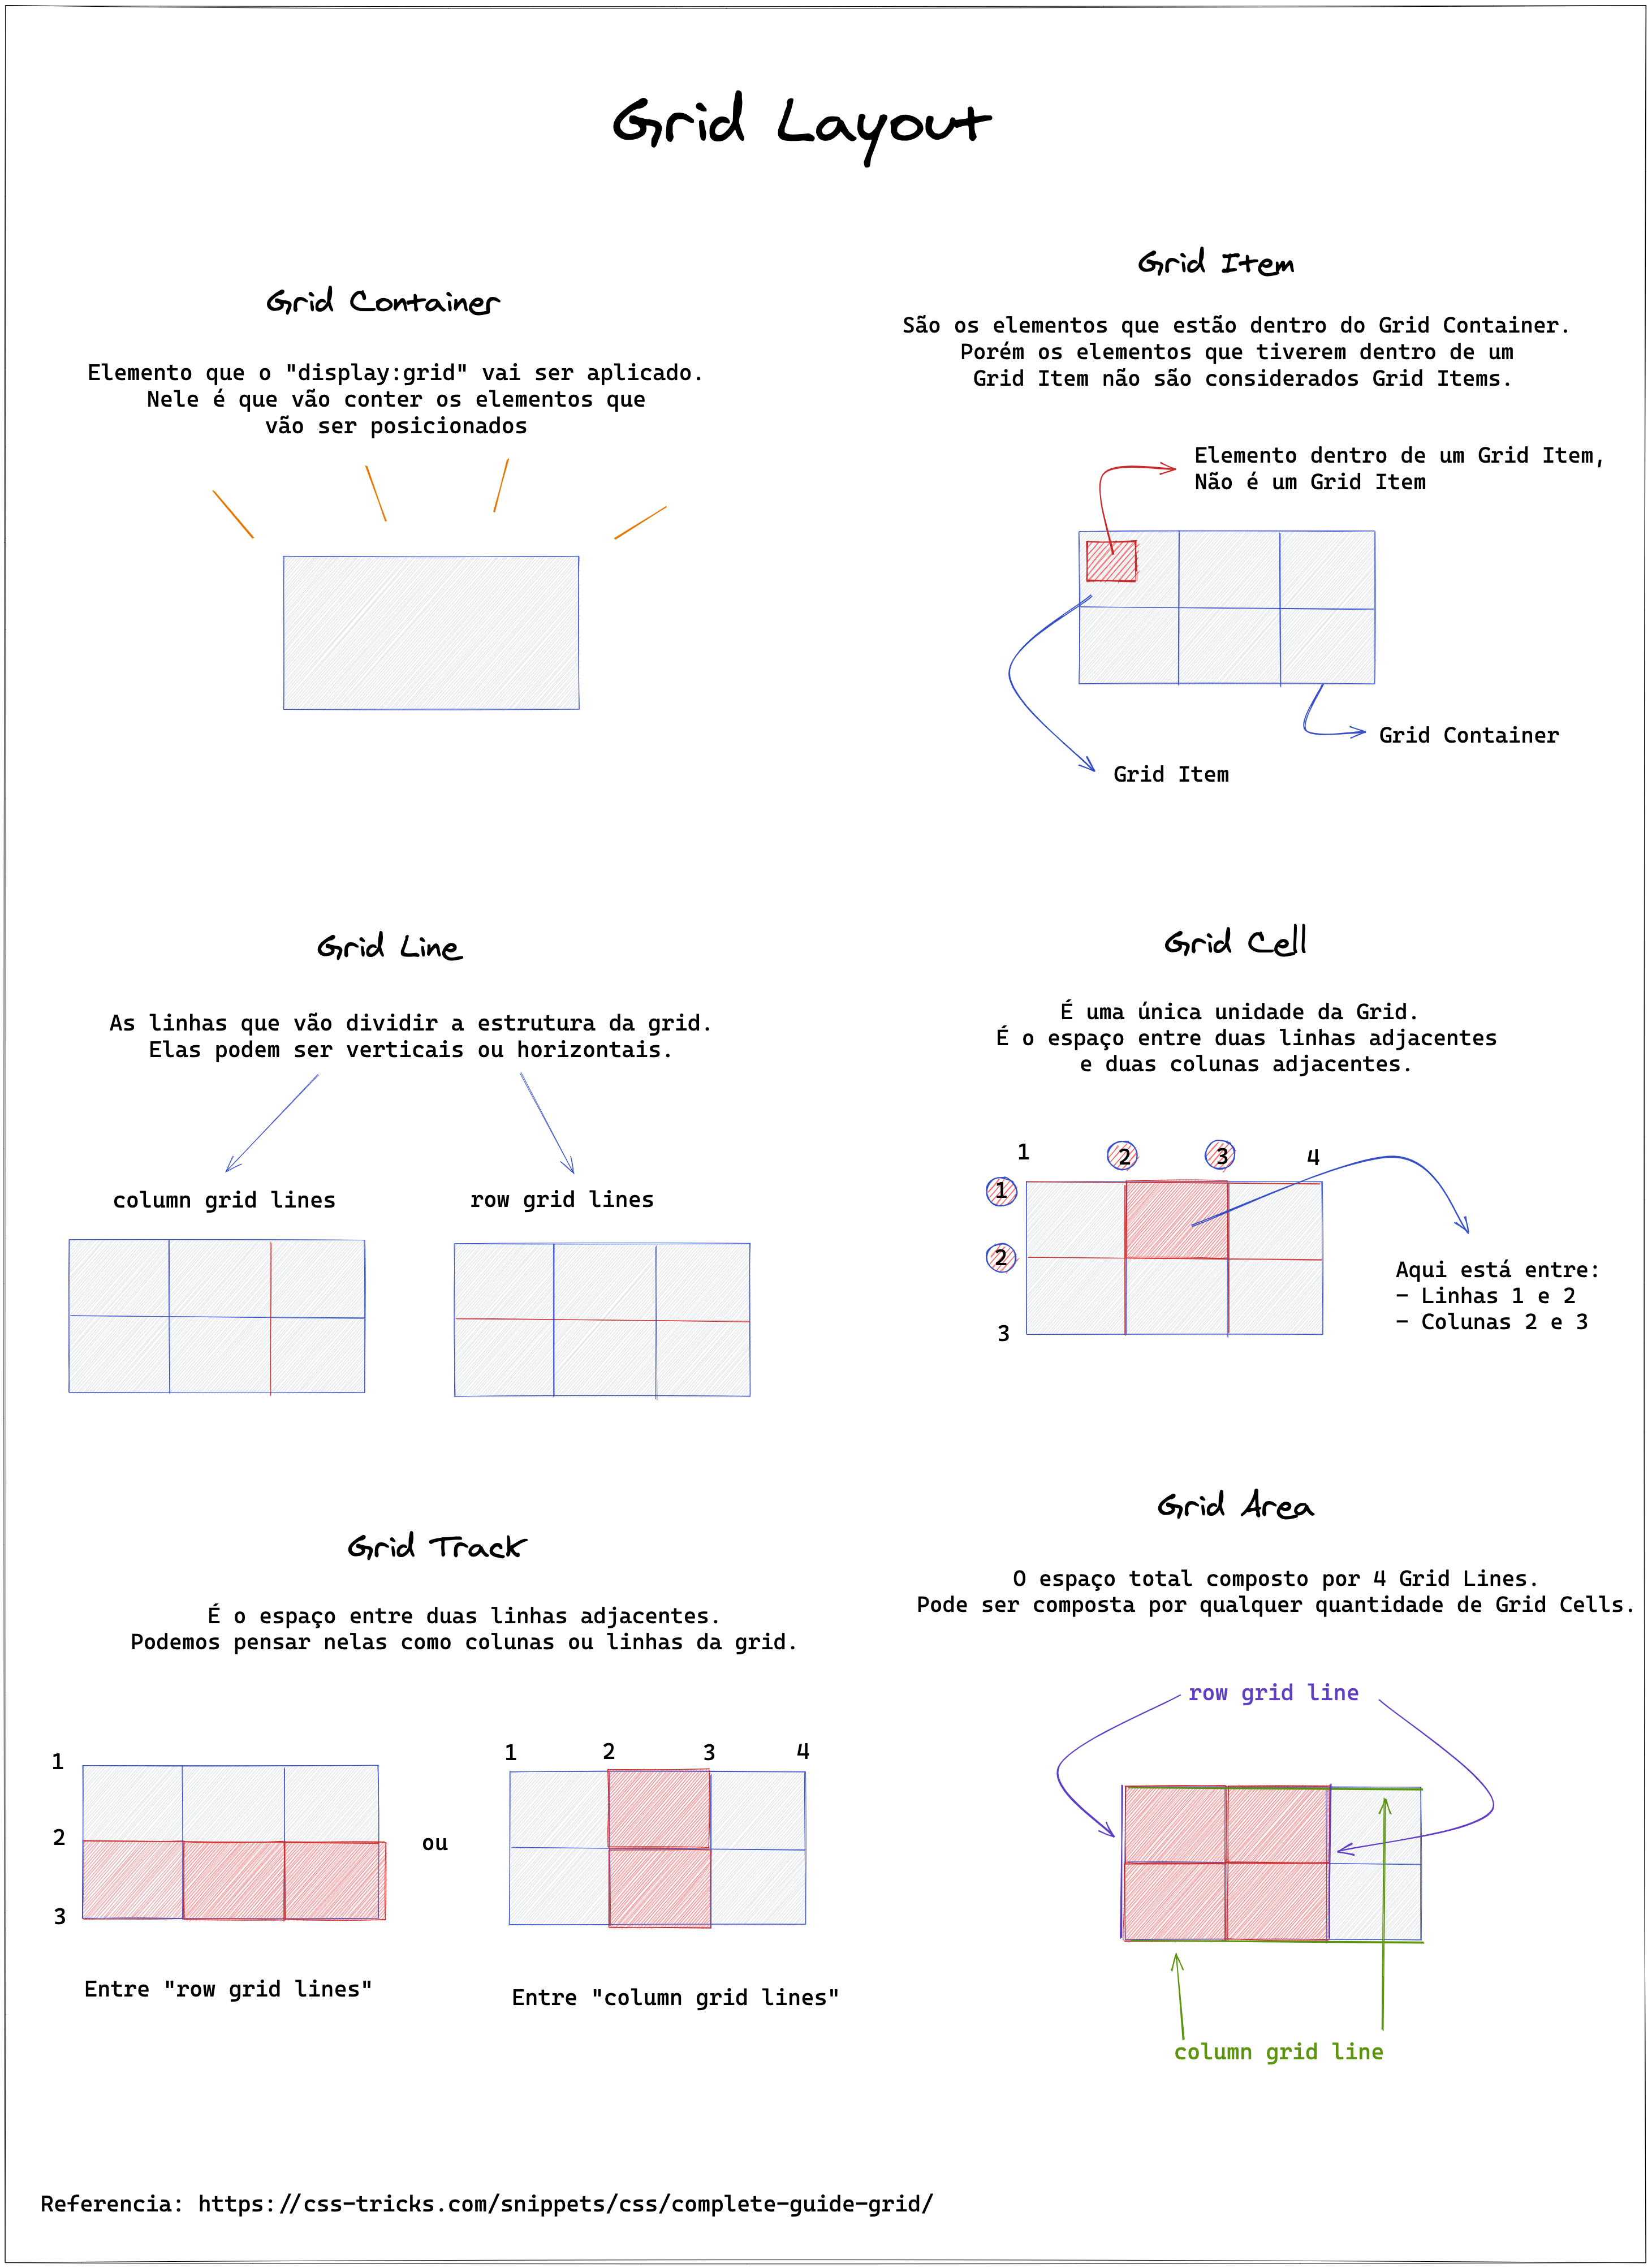 Grid Layout
Grid Container
Elemento que o "display:grid" vai ser aplicado.
Nele é que vão conter os elementos que
vão ser posicionados
Grid Item
São os elementos que estão dentro do Grid Container.
Porém os elementos que tiverem dentro de um
Grid Item não são considerados Grid Items.
Elemento dentro de um Grid Item,
Não é um Grid Item
Grid Container
Grid Item
Grid Line
As linhas que vão dividir a estrutura da grid.
Elas podem ser verticais ou horizontais.
column grid lines
row grid lines
Grid Cell
É uma única unidade da Grid.
É o espaço entre duas linhas adjacentes
e duas colunas adjacentes.
1 2 3 4
1
2
3
Aqui está entre:
- Linhas 1 e 2
- Colunas 2 e 3
Grid Track
É o espaço entre duas linhas adjacentes.
Podemos pensar nelas como colunas ou linhas da grid.
1
2
3
Entre "row grid lines"
ou
1 2 3 4
Entre "column grid lines"
Grid Area
O espaço total composto por 4 Grid Lines.
Pode ser composta por qualquer quantidade de Grid Cells.
row grid line
column grid line
Referencia: https://css-tricks.com/snippets/css/complete-guide-grid/